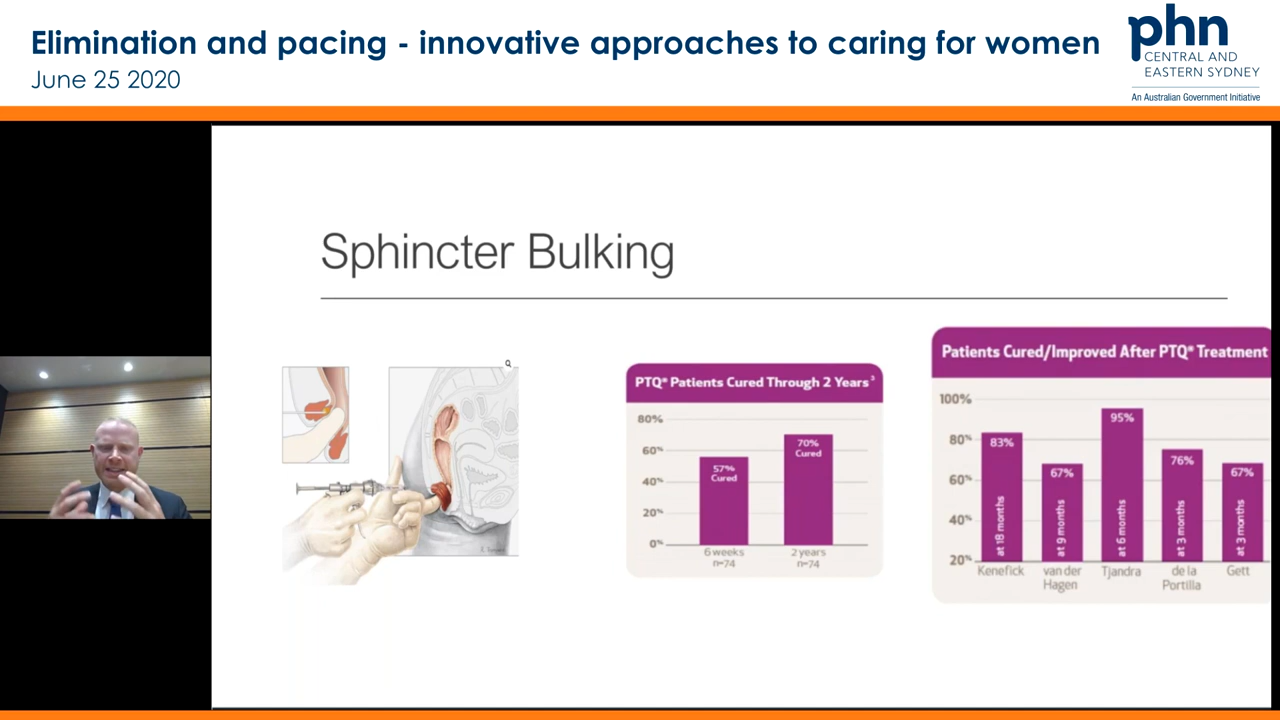 Elimination and pacing - innovative approaches to caring for women
June 25 2020
phn
CENTRAL AND
EASTERN SYDNEY
An Australian Government Initiative
Sphincter Bulking
PTQ® Patients Cured Through 2 Years³
80%
60%
40%
20%
0%
57%
Cured
70%
Cured
6 weeks
n=74
2 years
n=74
Patients Cured/Improved After PTQ® Treatment
100%
80%
60%
40%
20%
83%
at 18 months
67%
at 9 months
95%
at 6 months
76%
at 3 months
67%
at 3 months
Kenefick
van der
Hagen
Tjandra
de la
Portilla
Gett